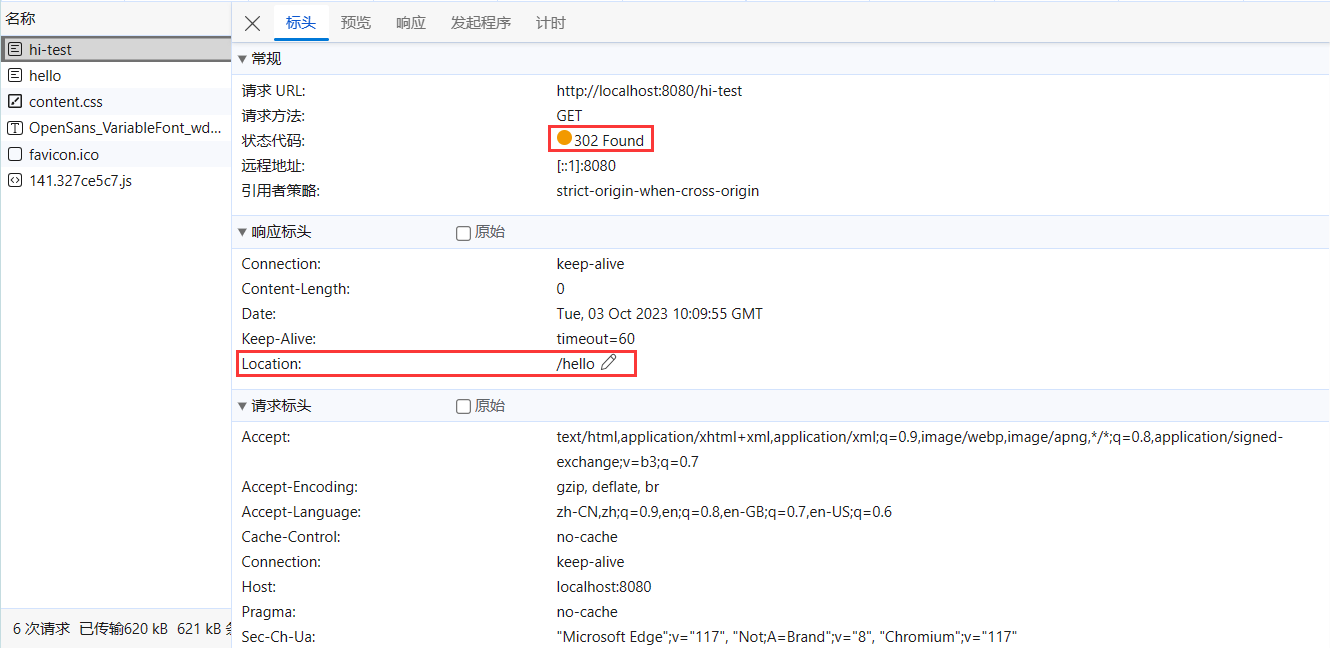 名称
hi-test
hello
content.css
OpenSans_VariableFont_wd...
favicon.ico
141.327ce5c7.js
6 次请求 已传输620 kB 621 kB 条
标头 预览 响应 发起程序 计时
常规
请求 URL: http://localhost:8080/hi-test
请求方法: GET
状态代码: 302 Found
远程地址: [::1]:8080
引用者策略: strict-origin-when-cross-origin
响应标头 原始
Connection: keep-alive
Content-Length: 0
Date: Tue, 03 Oct 2023 10:09:55 GMT
Keep-Alive: timeout=60
Location: /hello
请求标头 原始
Accept: text/html,application/xhtml+xml,application/xml;q=0.9,image/webp,image/apng,*/*;q=0.8,application/signed-
exchange;v=b3;q=0.7
Accept-Encoding: gzip, deflate, br
Accept-Language: zh-CN,zh;q=0.9,en;q=0.8,en-GB;q=0.7,en-US;q=0.6
Cache-Control: no-cache
Connection: keep-alive
Host: localhost:8080
Pragma: no-cache
Sec-Ch-Ua: "Microsoft Edge";v="117", "Not;A=Brand";v="8", "Chromium";v="117"